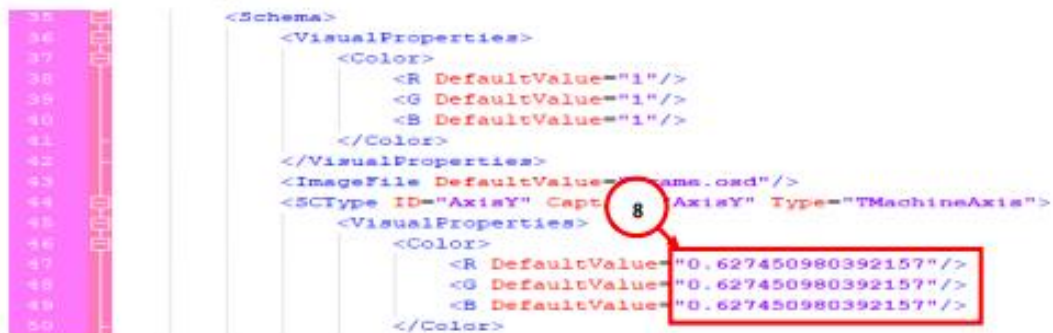 35 <Schema>
36 <VisualProperties>
37 <Color>
38 <R DefaultValue="1"/>
39 <G DefaultValue="1"/>
40 <B DefaultValue="1"/>
41 </Color>
42 </VisualProperties>
43 <ImageFile DefaultValue= .osd"/>
44 <SCType ID="AxisY" Capt 8 AxisY" Type="TMachineAxis">
45 <VisualProperties>
46 <Color>
47 <R DefaultValue="0.627450980392157"/>
48 <G DefaultValue="0.627450980392157"/>
49 <B DefaultValue="0.627450980392157"/>
50 </Color>